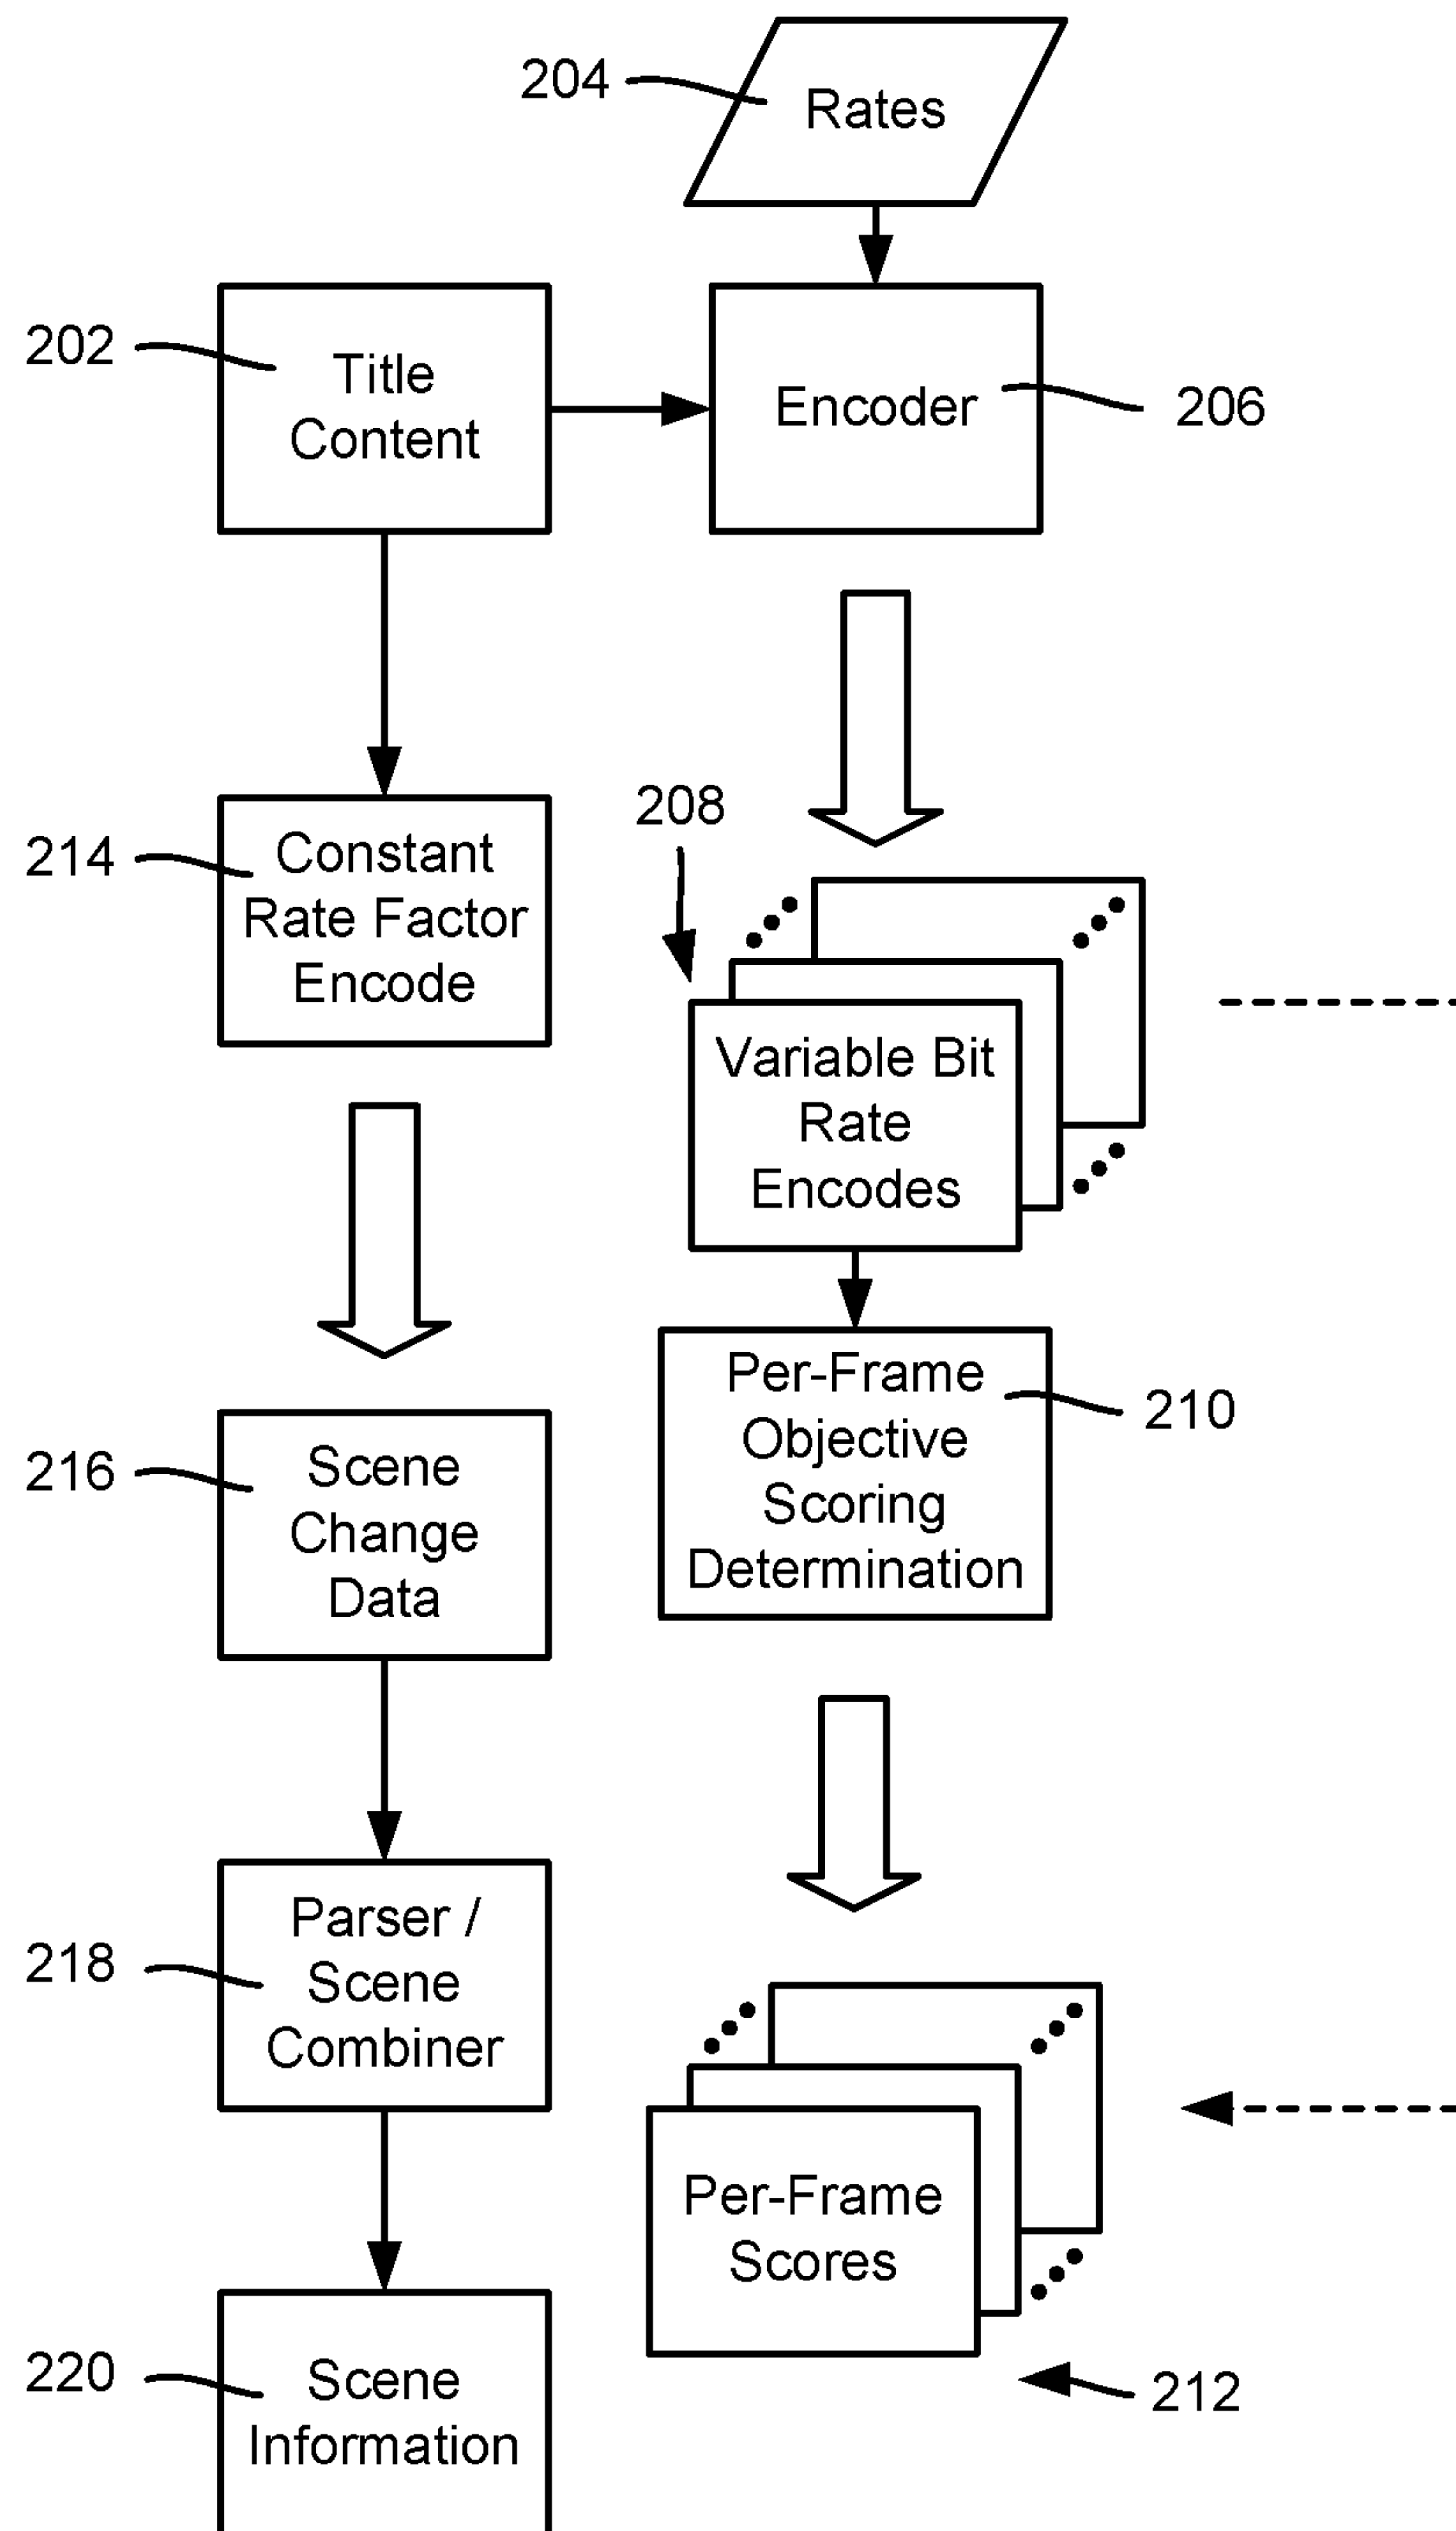 204
Rates
202
Title
Content
Encoder
206
214
Constant
Rate Factor
Encode
208
Variable Bit
Rate
Encodes
216
Scene
Change
Data
Per-Frame
Objective
Scoring
Determination
210
218
Parser /
Scene
Combiner
Per-Frame
Scores
212
220
Scene
Information